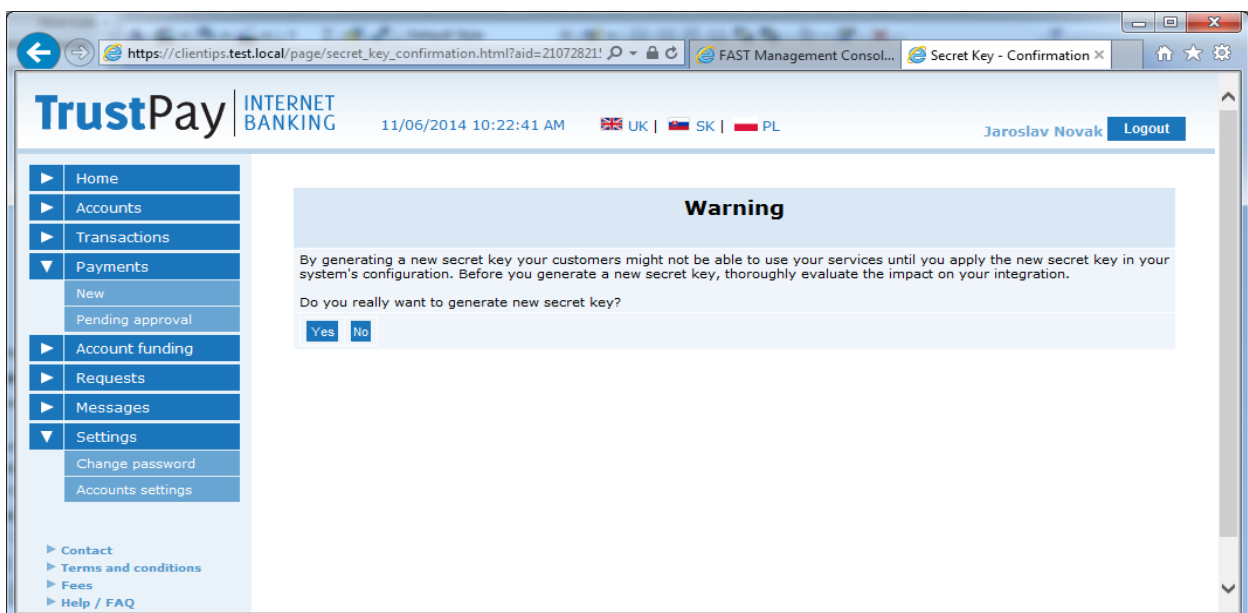 https://clientips.test.local/page/secret_key_confirmation.html?aid=21072821!
FAST Management Consol...
Secret Key - Confirmation
TrustPay INTERNET BANKING
11/06/2014 10:22:41 AM
UK | SK | PL
Jaroslav Novak
Logout
Home
Accounts
Transactions
Payments
New
Pending approval
Account funding
Requests
Messages
Settings
Change password
Accounts settings
Contact
Terms and conditions
Fees
Help / FAQ
Warning
By generating a new secret key your customers might not be able to use your services until you apply the new secret key in your
system's configuration. Before you generate a new secret key, thoroughly evaluate the impact on your integration.
Do you really want to generate new secret key?
Yes No